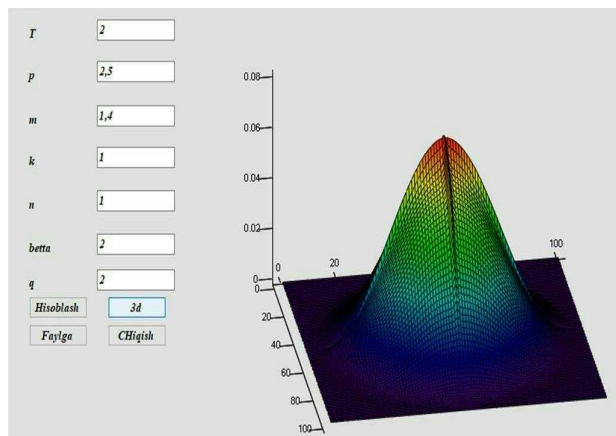 T 2
p 2,5
m 1,4
k 1
n 1
betta 2
q 2
Hisoblash 3d
Faylga CHiqish
0.08
0.06
0.04
0.02
0
0 20 100
0
20
40
60
80
100